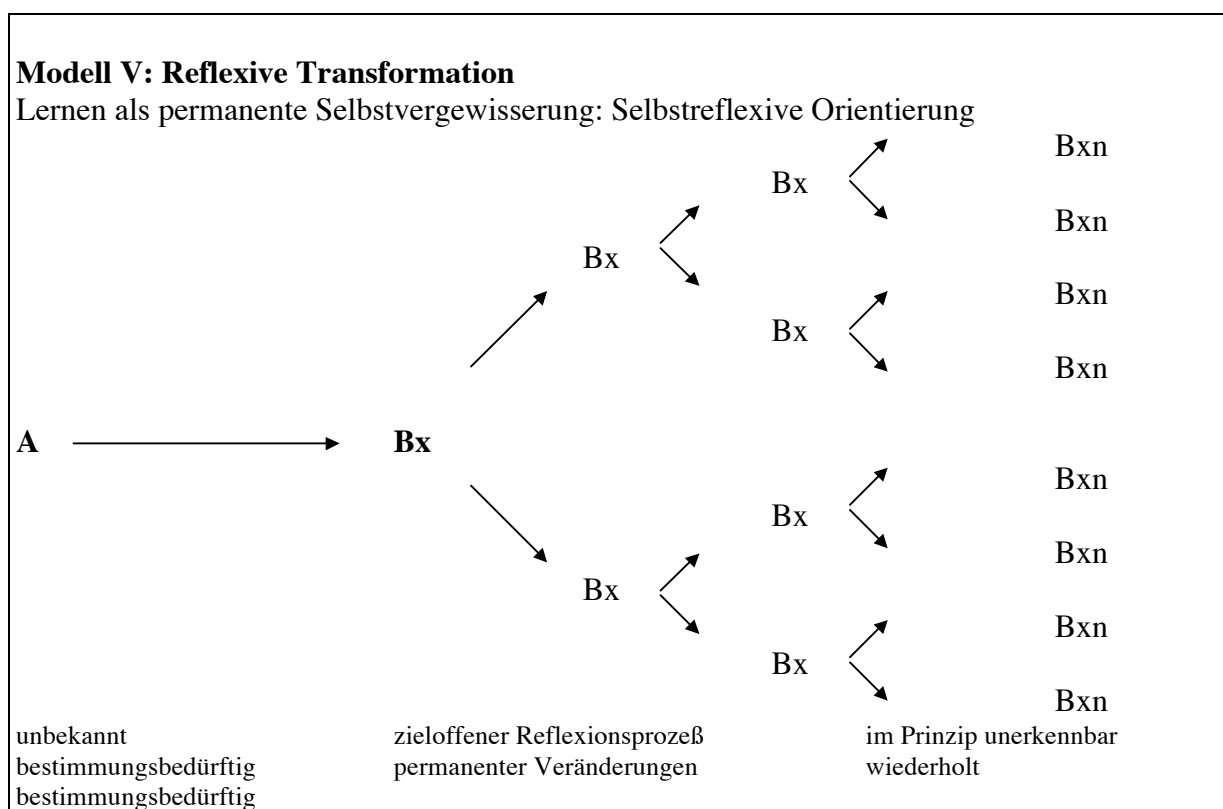 Modell V: Reflexive Transformation
Lernen als permanente Selbstvergewisserung: Selbstreflexive Orientierung
Bxn
Bx
Bxn
Bx
Bxn
Bx
Bxn
A Bx
Bxn
Bx
Bxn
Bx
Bxn
Bx
Bxn
unbekannt zieloffener Reflexionsprozeß im Prinzip unerkennbar
bestimmungsbedürftig permanenter Veränderungen wiederholt
bestimmungsbedürftig